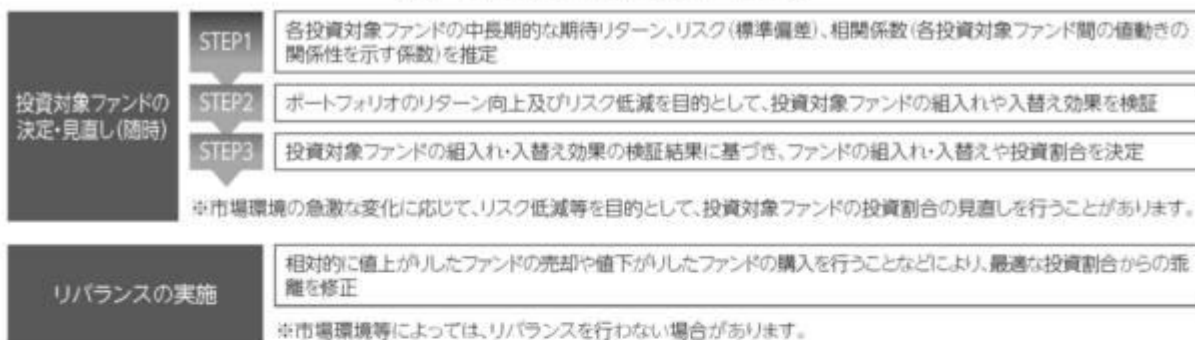 投資対象ファンドの
決定・見直し(随時)
STEP1
各投資対象ファンドの中長期的な期待リターン、リスク(標準偏差)、相関係数(各投資対象ファンド間の値動きの
関係性を示す係数)を推定
STEP2
ポートフォリオのリターン向上及びリスク低減を目的として、投資対象ファンドの組入れや入替え効果を検証
STEP3
投資対象ファンドの組入れ・入替え効果の検証結果に基づき、ファンドの組入れ・入替えや投資割合を決定
※市場環境の急激な変化に応じて、リスク低減等を目的として、投資対象ファンドの投資割合の見直しを行うことがあります。
リバランスの実施
相対的に値上がりしたファンドの売却や値下がりしたファンドの購入を行うことなどにより、最適な投資割合からの乖
離を修正
※市場環境等によっては、リバランスを行わない場合があります。